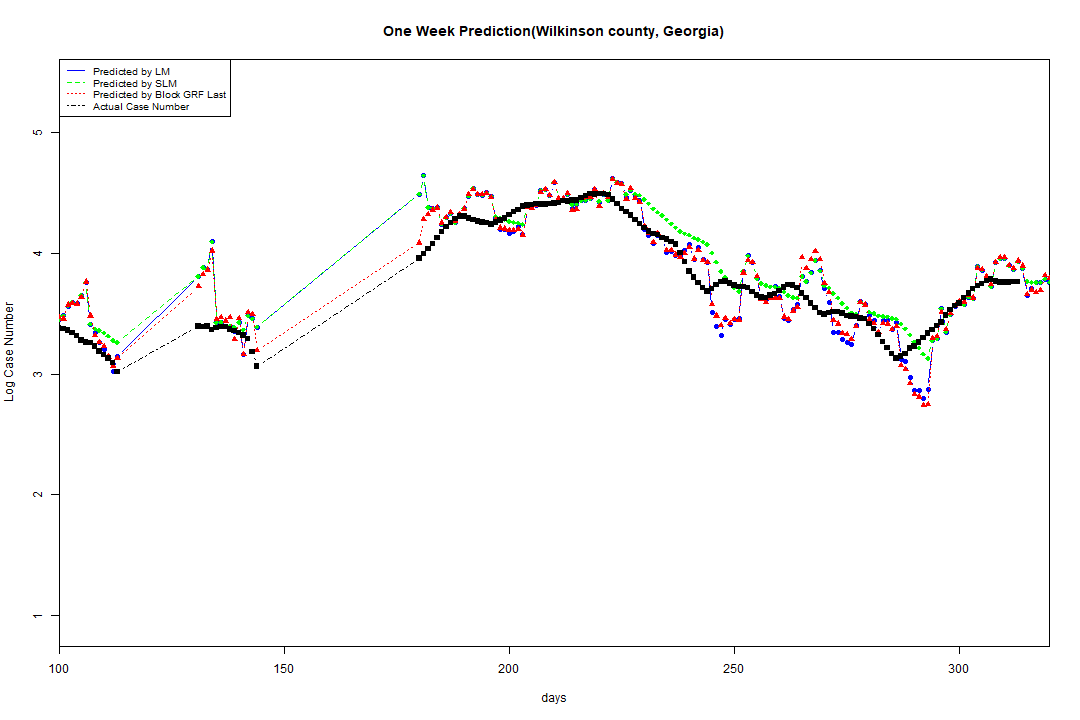 One Week Prediction(Wilkinson county, Georgia)
Predicted by LM
Predicted by SLM
Predicted by Block GRF Last
Actual Case Number
Log Case Number
5
4
3
2
1
100 150 200 250 300
days